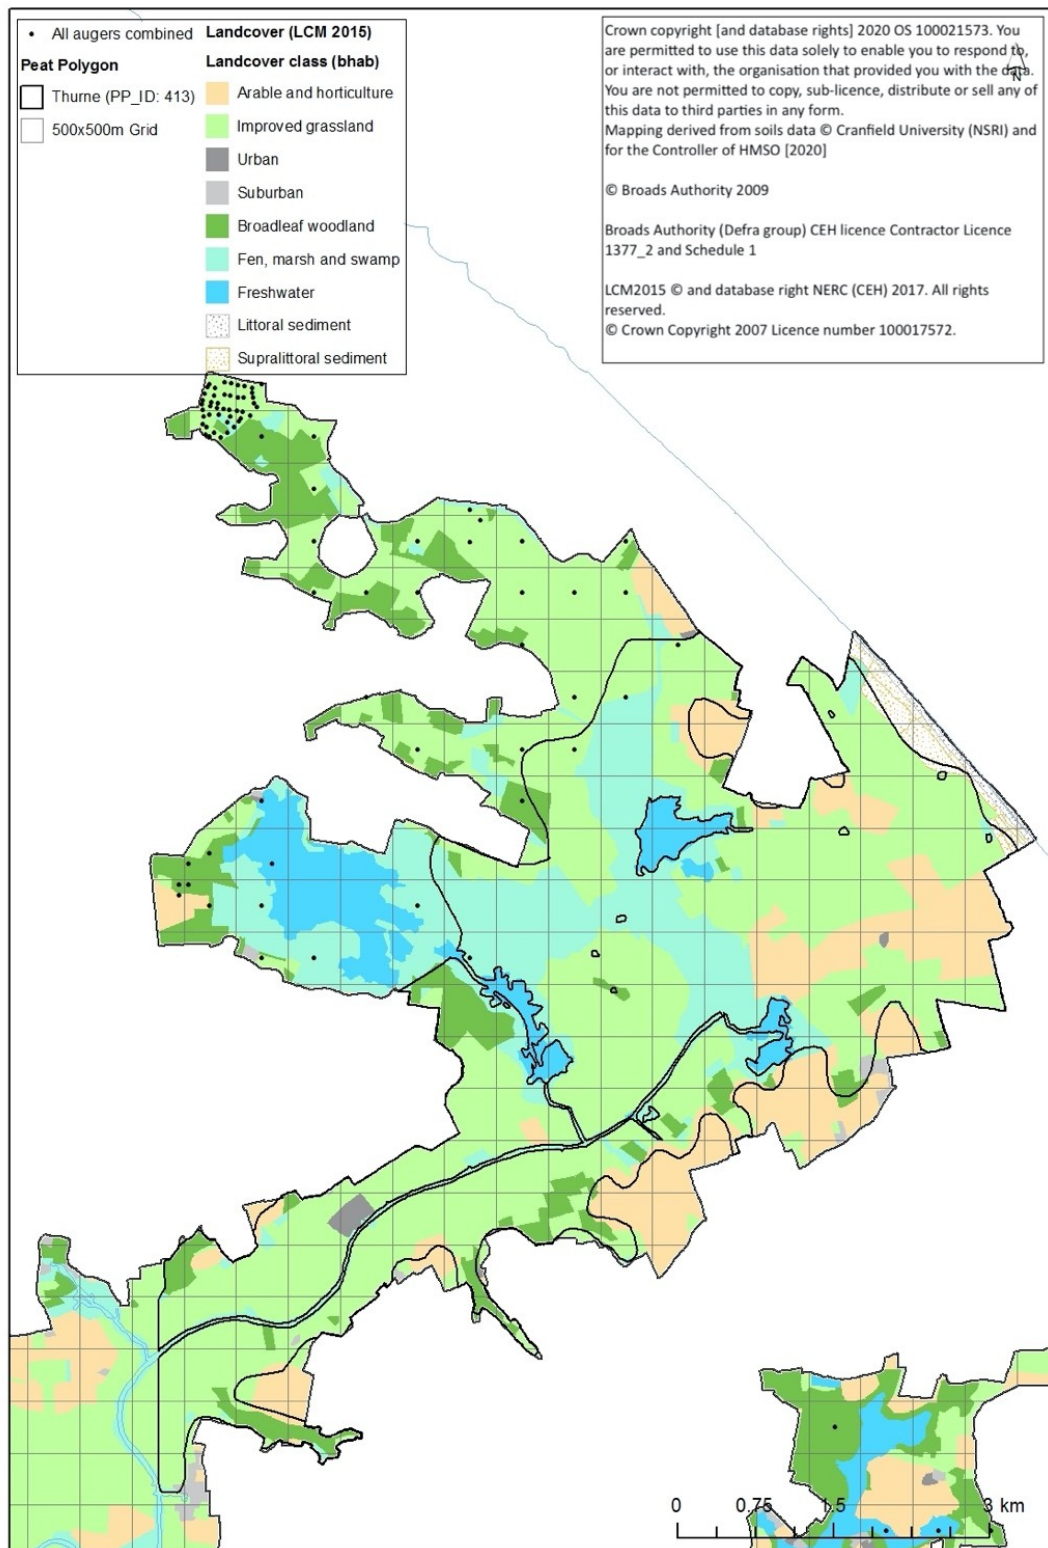 All augers combined
Peat Polygon
Thurne (PP_ID: 413)
500x500m Grid
Landcover (LCM 2015)
Landcover class (bhab)
Arable and horticulture
Improved grassland
Urban
Suburban
Broadleaf woodland
Fen, marsh and swamp
Freshwater
Littoral sediment
Supralittoral sediment
Crown copyright [and database rights] 2020 OS 100021573. You
are permitted to use this data solely to enable you to respond to,
or interact with, the organisation that provided you with the data.
You are not permitted to copy, sub-licence, distribute or sell any of
this data to third parties in any form.
Mapping derived from soils data © Cranfield University (NSRI) and
for the Controller of HMSO [2020]
© Broads Authority 2009
Broads Authority (Defra group) CEH licence Contractor Licence
1377_2 and Schedule 1
LCM2015 © and database right NERC (CEH) 2017. All rights
reserved.
© Crown Copyright 2007 Licence number 100017572.
N
0 0.75 1.5 3 km